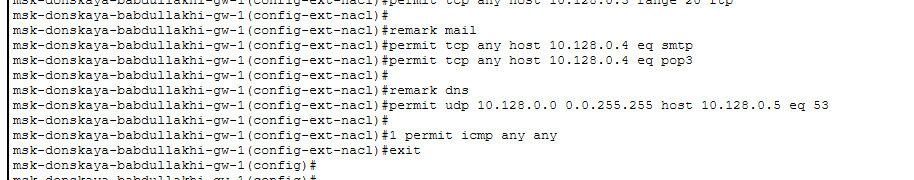 msk-donskaya-babdullakhi-gw-1(config-ext-nacl)#permit tcp any host 10.128.0.3 range 20 ftp
msk-donskaya-babdullakhi-gw-1(config-ext-nacl)#
msk-donskaya-babdullakhi-gw-1(config-ext-nacl)#remark mail
msk-donskaya-babdullakhi-gw-1(config-ext-nacl)#permit tcp any host 10.128.0.4 eq smtp
msk-donskaya-babdullakhi-gw-1(config-ext-nacl)#permit tcp any host 10.128.0.4 eq pop3
msk-donskaya-babdullakhi-gw-1(config-ext-nacl)#
msk-donskaya-babdullakhi-gw-1(config-ext-nacl)#remark dns
msk-donskaya-babdullakhi-gw-1(config-ext-nacl)#permit udp 10.128.0.0 0.0.255.255 host 10.128.0.5 eq 53
msk-donskaya-babdullakhi-gw-1(config-ext-nacl)#
msk-donskaya-babdullakhi-gw-1(config-ext-nacl)#1 permit icmp any any
msk-donskaya-babdullakhi-gw-1(config-ext-nacl)#exit
msk-donskaya-babdullakhi-gw-1(config)#
msk-donskaya-babdullakhi-gw-1(config)#